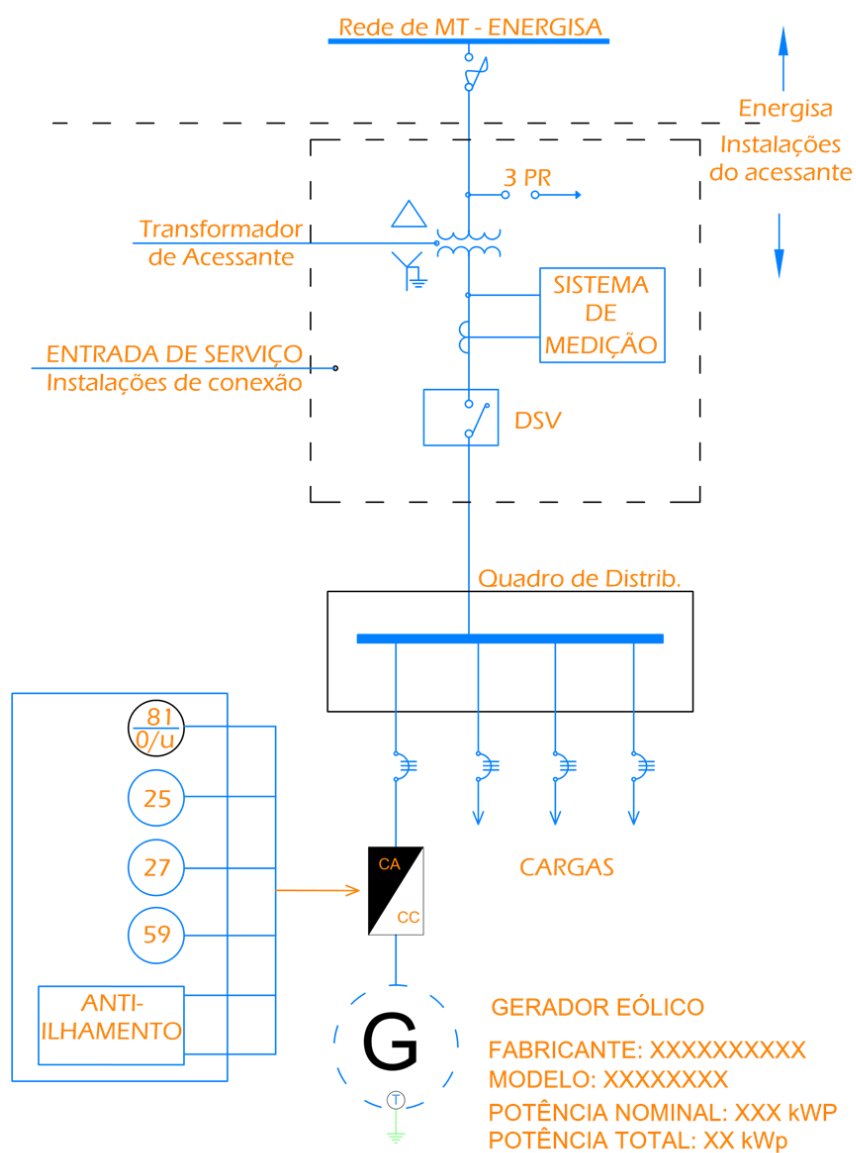 Rede de MT - ENERGISA
Energisa
Instalações
do acessante
3 PR
Transformador
de Acessante
SISTEMA
DE
MEDIÇÃO
ENTRADA DE SERVIÇO
Instalações de conexão
DSV
Quadro de Distrib.
81
0/u
25
27
59
ANTI-
ILHAMENTO
CA
CC
CARGAS
G
T
GERADOR EÓLICO
FABRICANTE: XXXXXXXXXX
MODELO: XXXXXXXX
POTÊNCIA NOMINAL: XXX kWP
POTÊNCIA TOTAL: XX kWp